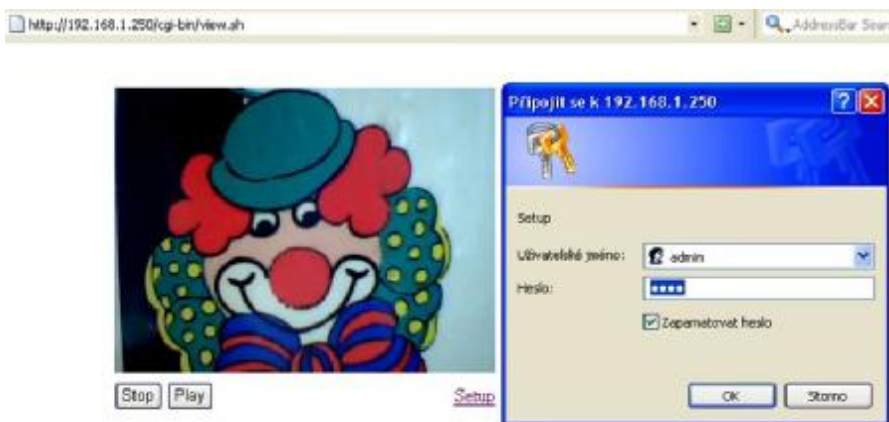 http://192.168.1.250/cgi-bin/view.sh
AddressBar Sear
Připojit se k 192.168.1.250
Setup
Uživatelské jméno:
admin
Heslo:
Zapamatovat heslo
Stop
Play
Setup
OK
Storno